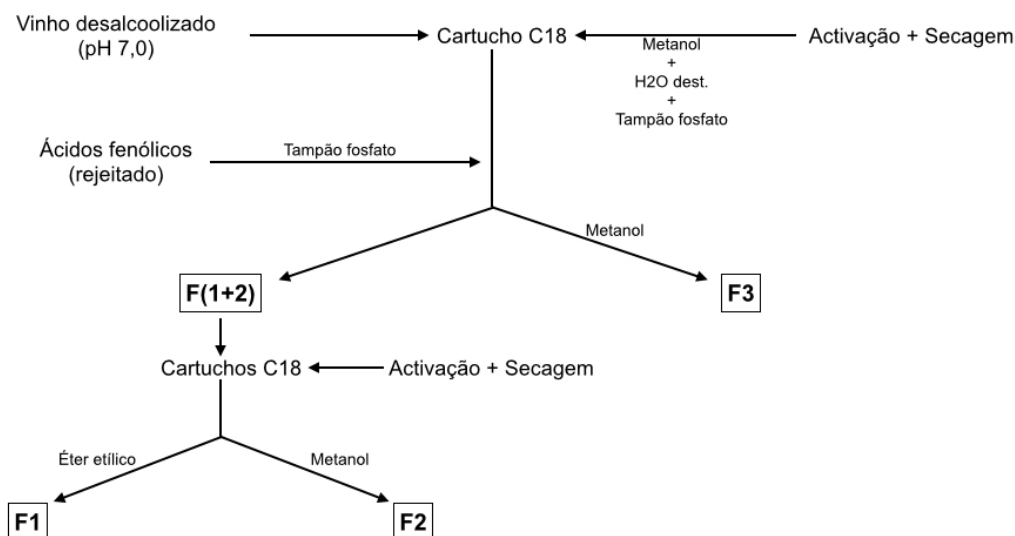 Vinho desalcoolizado
(pH 7,0)
Cartucho C18
Metanol
+
H2O dest.
+
Tampão fosfato
Activação + Secagem
Ácidos fenólicos
(rejeitado)
Tampão fosfato
Metanol
F(1+2)
F3
Cartuchos C18
Activação + Secagem
Éter etílico
Metanol
F1
F2